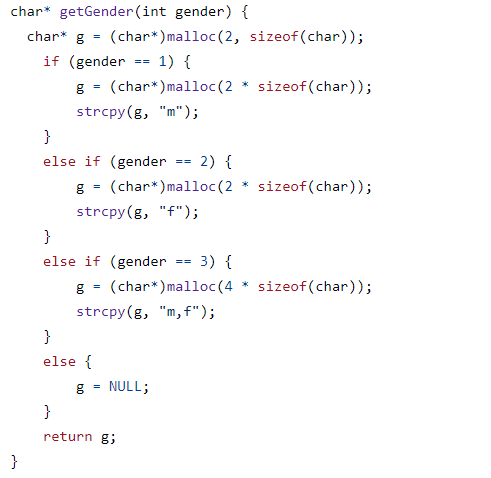 char* getGender(int gender) {
  char* g = (char*)malloc(2, sizeof(char));
    if (gender == 1) {
        g = (char*)malloc(2 * sizeof(char));
        strcpy(g, "m");
    }
    else if (gender == 2) {
        g = (char*)malloc(2 * sizeof(char));
        strcpy(g, "f");
    }
    else if (gender == 3) {
        g = (char*)malloc(4 * sizeof(char));
        strcpy(g, "m,f");
    }
    else {
        g = NULL;
    }
    return g;
}